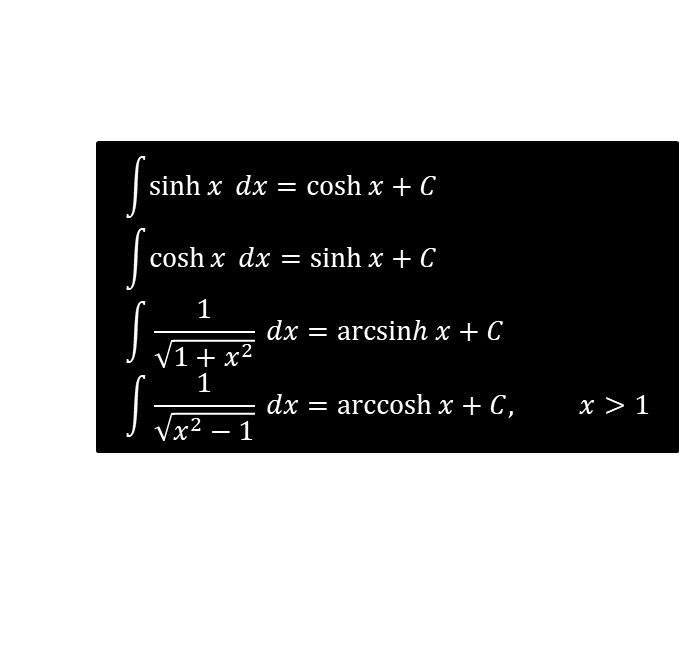 ∫ sinh x dx = cosh x + C
∫ cosh x dx = sinh x + C
∫ 1/√(1 + x²) dx = arcsinh x + C
∫ 1/√(x² − 1) dx = arccosh x + C, x > 1